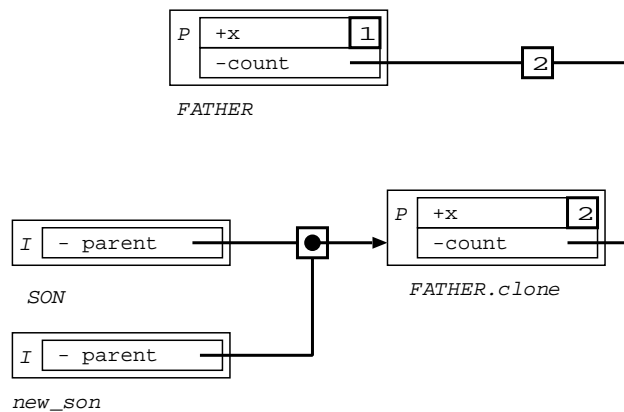 P +x 1
-count 2
FATHER
P +x 2
I - parent -count
SON FATHER.clone
I - parent
new_son